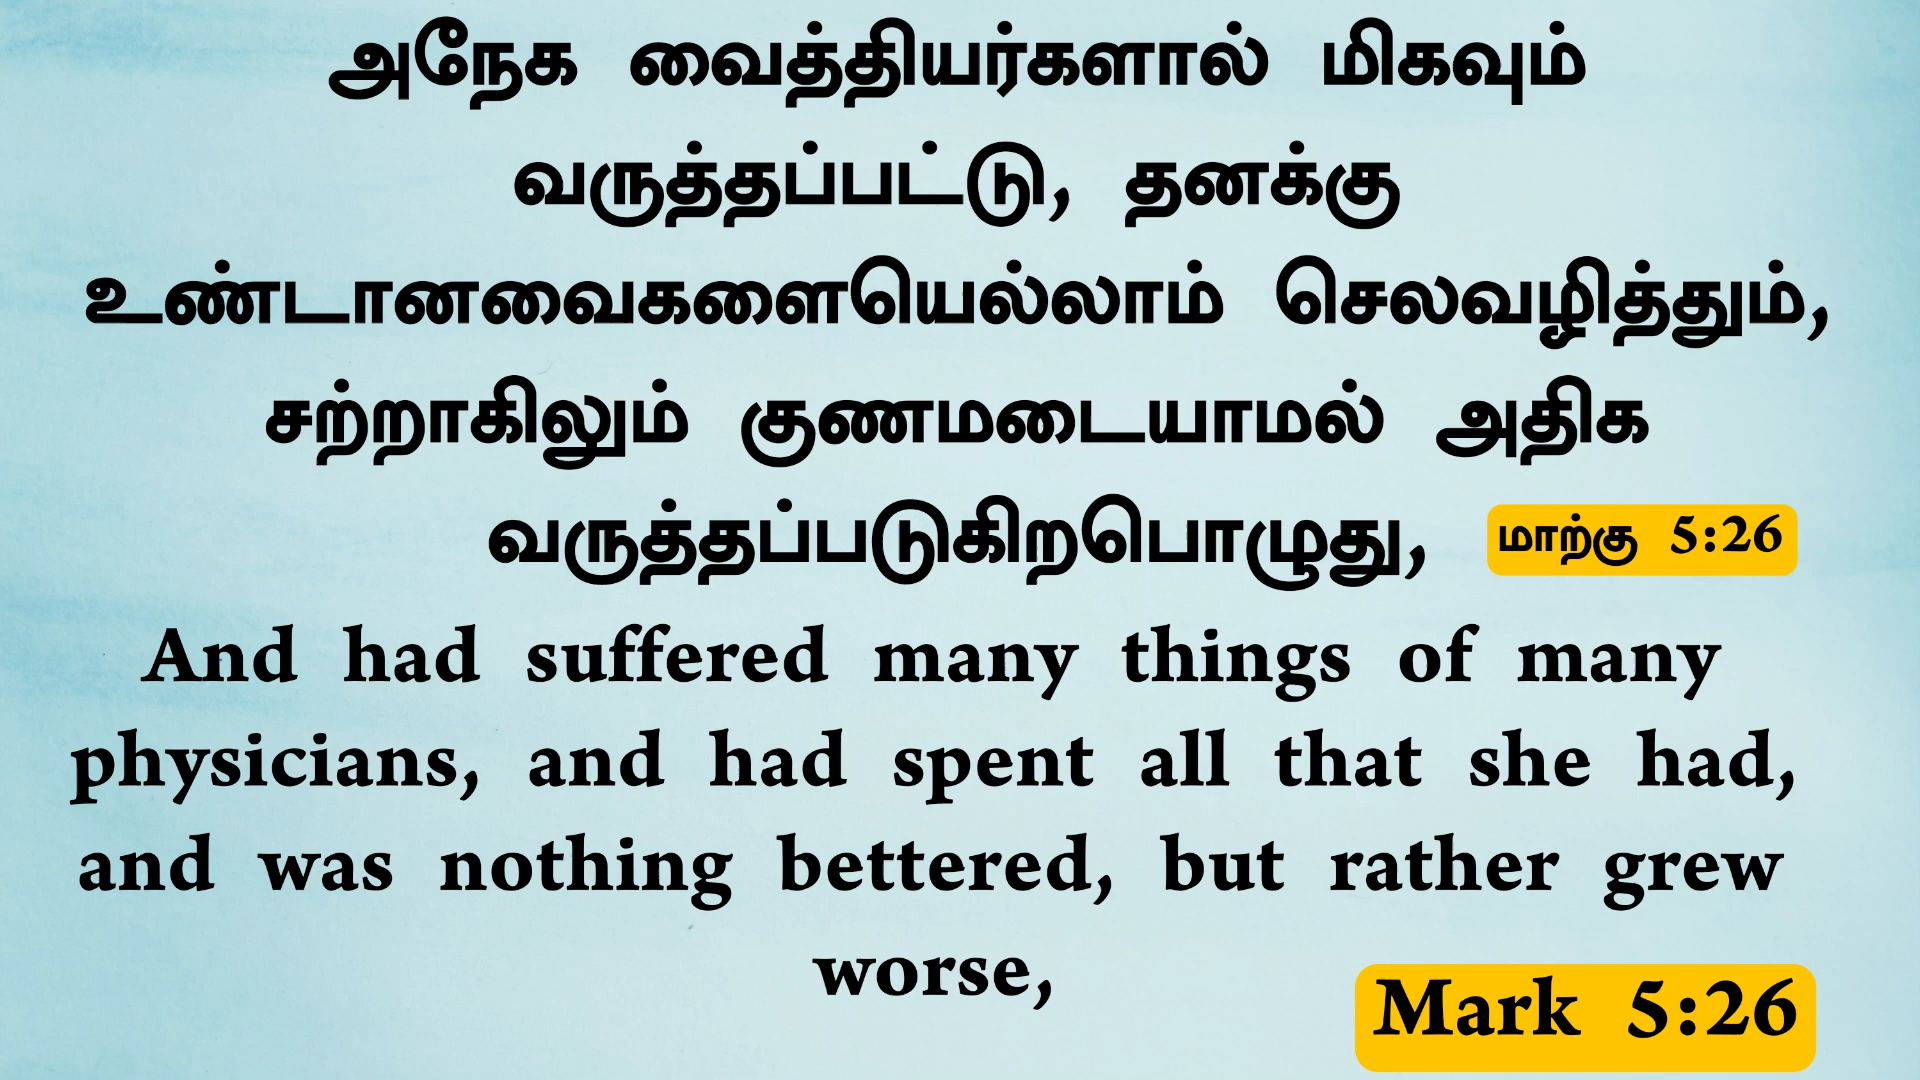 அநேக வைத்தியர்களால் மிகவும்
வருத்தப்பட்டு, தனக்கு
உண்டானவைகளையெல்லாம் செலவழித்தும்,
சற்றாகிலும் குணமடையாமல் அதிக
வருத்தப்படுகிறபொழுது, மாற்கு 5:26
And had suffered many things of many
physicians, and had spent all that she had,
and was nothing bettered, but rather grew
worse,
Mark 5:26